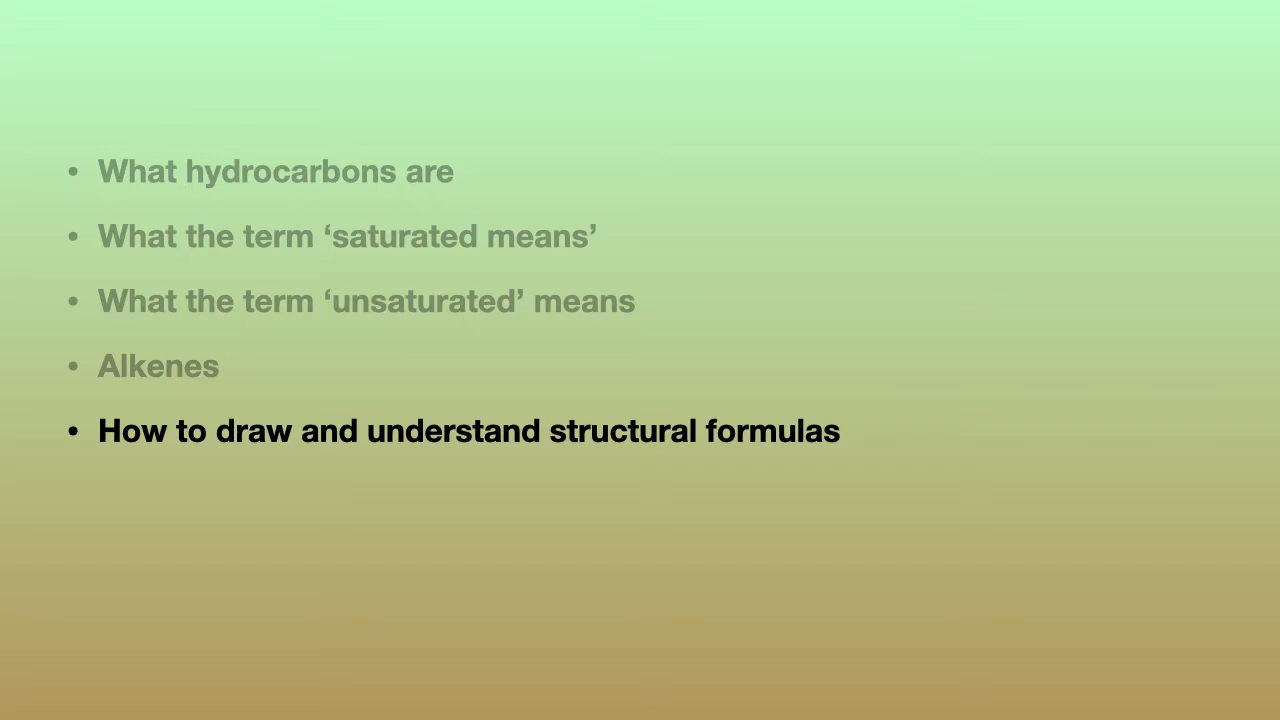 • What hydrocarbons are
• What the term ‘saturated means’
• What the term ‘unsaturated’ means
• Alkenes
• How to draw and understand structural formulas